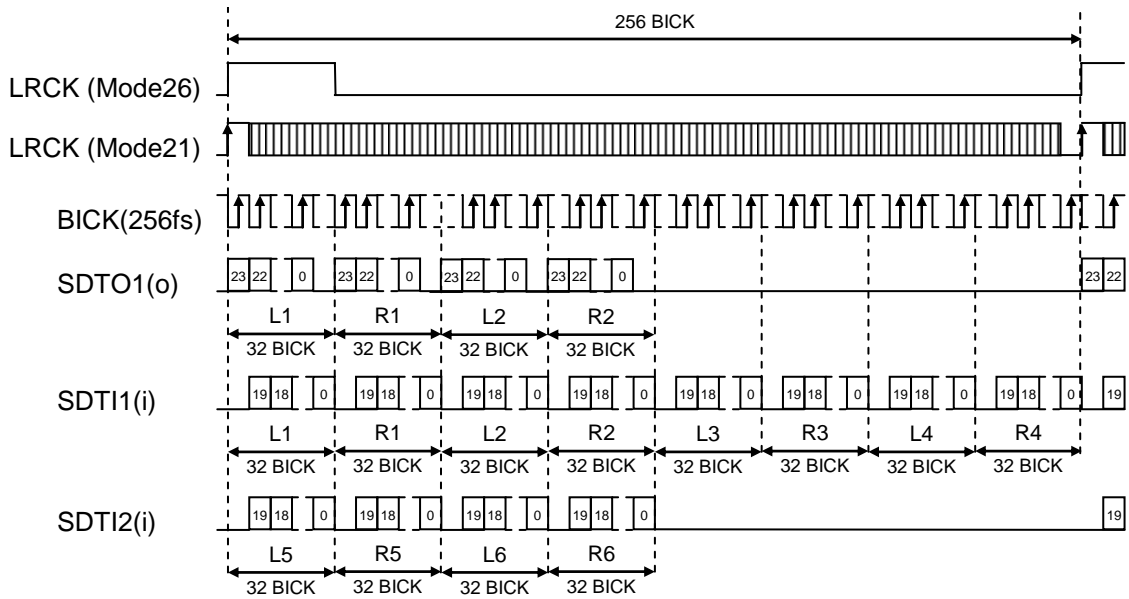 256 BICK
LRCK (Mode26)
LRCK (Mode21)
BICK(256fs)
SDTO1(o)
23 22 0 23 22 0 23 22 0 23 22 0 23 22
L1 R1 L2 R2
32 BICK 32 BICK 32 BICK 32 BICK
SDTI1(i)
19 18 0 19 18 0 19 18 0 19 18 0 19 18 0 19 18 0 19 18 0 19 18 0 19
L1 R1 L2 R2 L3 R3 L4 R4
32 BICK 32 BICK 32 BICK 32 BICK 32 BICK 32 BICK 32 BICK 32 BICK
SDTI2(i)
19 18 0 19 18 0 19 18 0 19 18 0 19
L5 R5 L6 R6
32 BICK 32 BICK 32 BICK 32 BICK